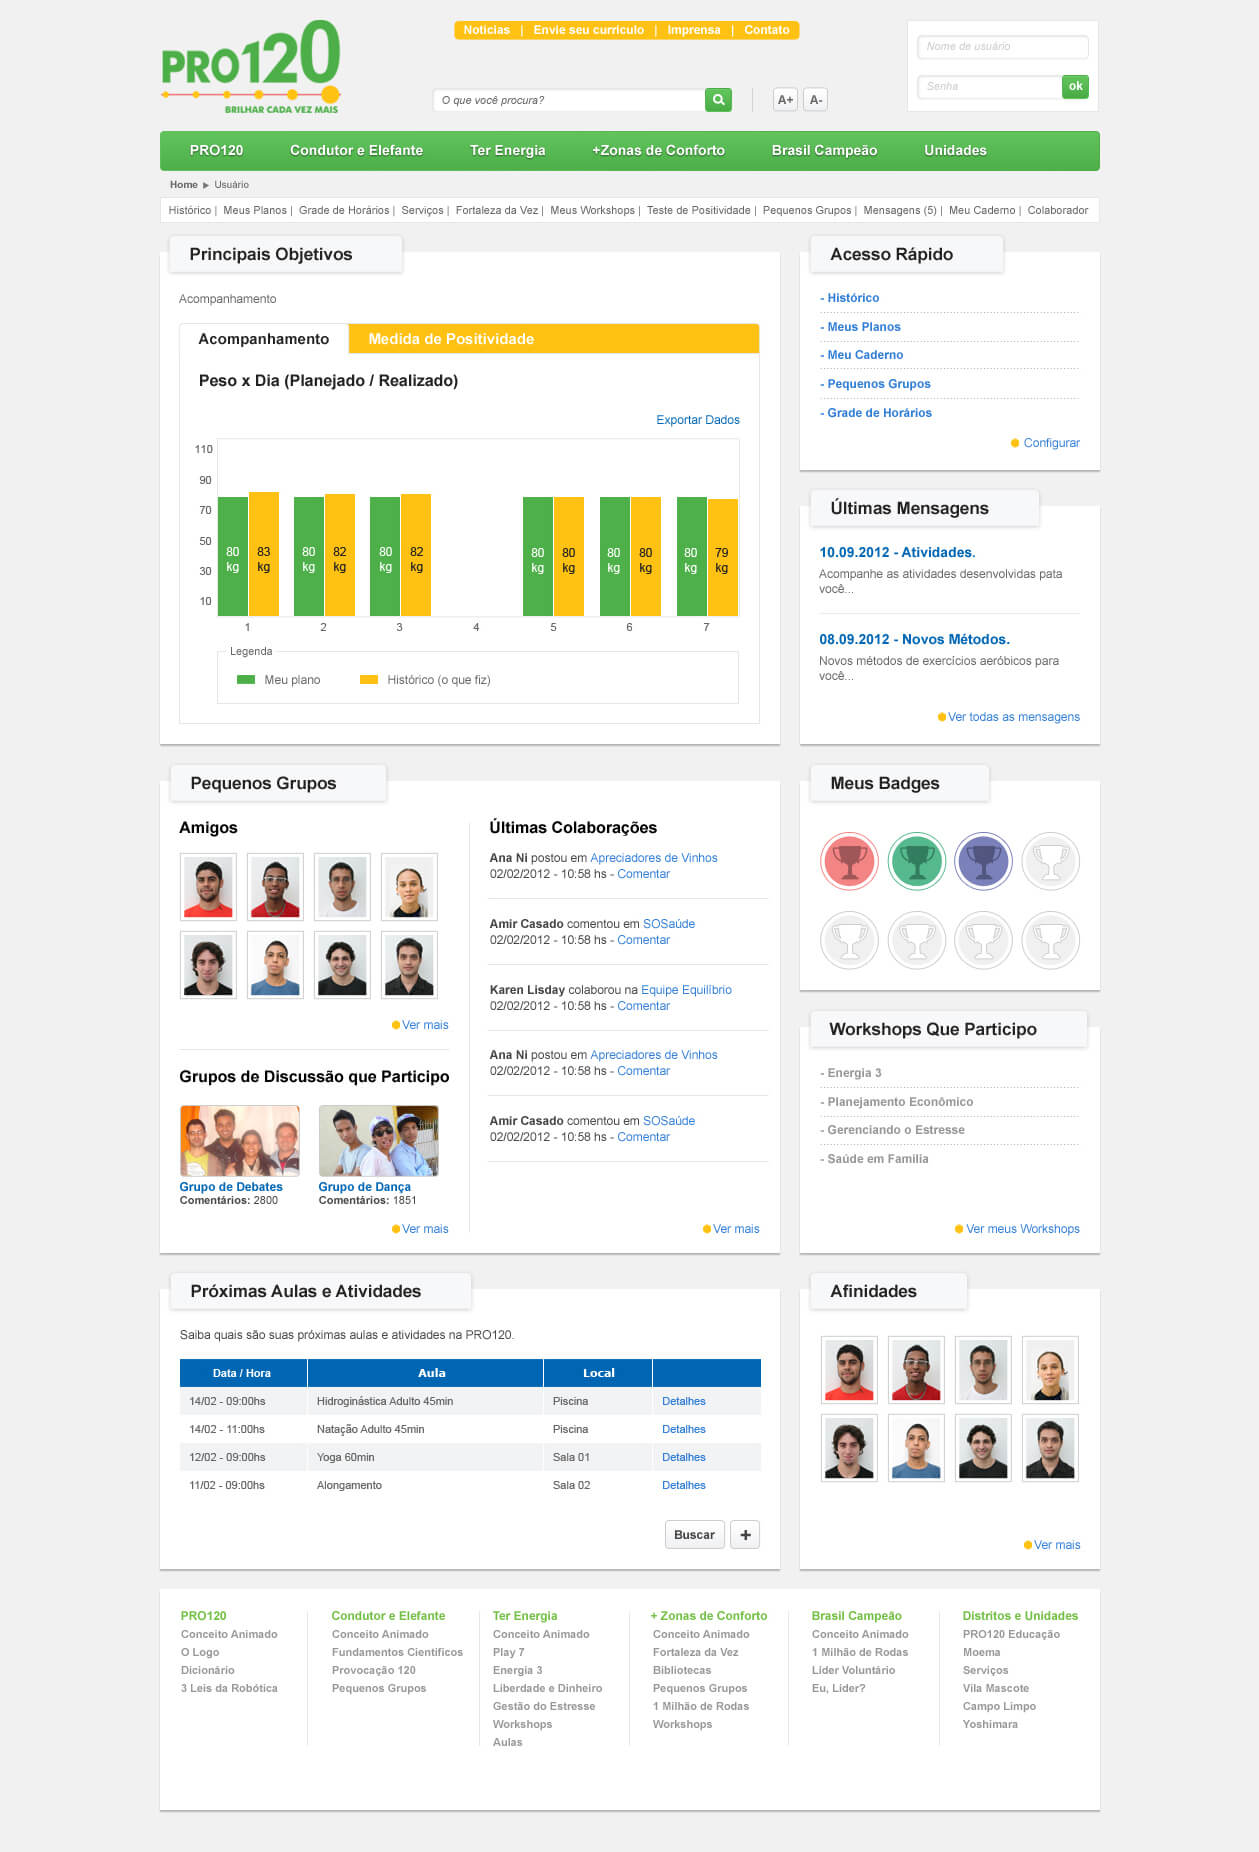 PRO120
BRILHAR CADA VEZ MAIS
Notícias | Envie seu currículo | Imprensa | Contato
O que você procura?
A+ A-
Nome de usuário
Senha
ok
PRO120 Condutor e Elefante Ter Energia +Zonas de Conforto Brasil Campeão Unidades
Home ▶ Usuário
Histórico | Meus Planos | Grade de Horários | Serviços | Fortaleza da Vez | Meus Workshops | Teste de Positividade | Pequenos Grupos | Mensagens (5) | Meu Caderno | Colaborador
Principais Objetivos
Acompanhamento
Acompanhamento Medida de Positividade
Peso x Dia (Planejado / Realizado)
Exportar Dados
110
90
70
50
30
10
80 kg
83 kg
80 kg
82 kg
80 kg
82 kg
80 kg
80 kg
80 kg
80 kg
80 kg
79 kg
1 2 3 4 5 6 7
Legenda
Meu plano Histórico (o que fiz)
Acesso Rápido
- Histórico
- Meus Planos
- Meu Caderno
- Pequenos Grupos
- Grade de Horários
Configurar
Últimas Mensagens
10.09.2012 - Atividades.
Acompanhe as atividades desenvolvidas pata
você...
08.09.2012 - Novos Métodos.
Novos métodos de exercícios aeróbicos para
você...
Ver todas as mensagens
Pequenos Grupos
Amigos
Ver mais
Grupos de Discussão que Participo
Grupo de Debates
Comentários: 2800
Grupo de Dança
Comentários: 1851
Ver mais
Últimas Colaborações
Ana Ni postou em Apreciadores de Vinhos
02/02/2012 - 10:58 hs - Comentar
Amir Casado comentou em SOSaúde
02/02/2012 - 10:58 hs - Comentar
Karen Lisday colaborou na Equipe Equilíbrio
02/02/2012 - 10:58 hs - Comentar
Ana Ni postou em Apreciadores de Vinhos
02/02/2012 - 10:58 hs - Comentar
Amir Casado comentou em SOSaúde
02/02/2012 - 10:58 hs - Comentar
Ver mais
Meus Badges
Workshops Que Participo
- Energia 3
- Planejamento Econômico
- Gerenciando o Estresse
- Saúde em Família
Ver meus Workshops
Próximas Aulas e Atividades
Saiba quais são suas próximas aulas e atividades na PRO120.
Data / Hora Aula Local
14/02 - 09:00hs Hidroginástica Adulto 45min Piscina Detalhes
14/02 - 11:00hs Natação Adulto 45min Piscina Detalhes
12/02 - 09:00hs Yoga 60min Sala 01 Detalhes
11/02 - 09:00hs Alongamento Sala 02 Detalhes
Buscar +
Afinidades
Ver mais
PRO120
Conceito Animado
O Logo
Dicionário
3 Leis da Robótica
Condutor e Elefante
Conceito Animado
Fundamentos Científicos
Provocação 120
Pequenos Grupos
Ter Energia
Conceito Animado
Play 7
Energia 3
Liberdade e Dinheiro
Gestão do Estresse
Workshops
Aulas
+ Zonas de Conforto
Conceito Animado
Fortaleza da Vez
Bibliotecas
Pequenos Grupos
1 Milhão de Rodas
Workshops
Brasil Campeão
Conceito Animado
1 Milhão de Rodas
Líder Voluntário
Eu, Líder?
Distritos e Unidades
PRO120 Educação
Moema
Serviços
Vila Mascote
Campo Limpo
Yoshimara